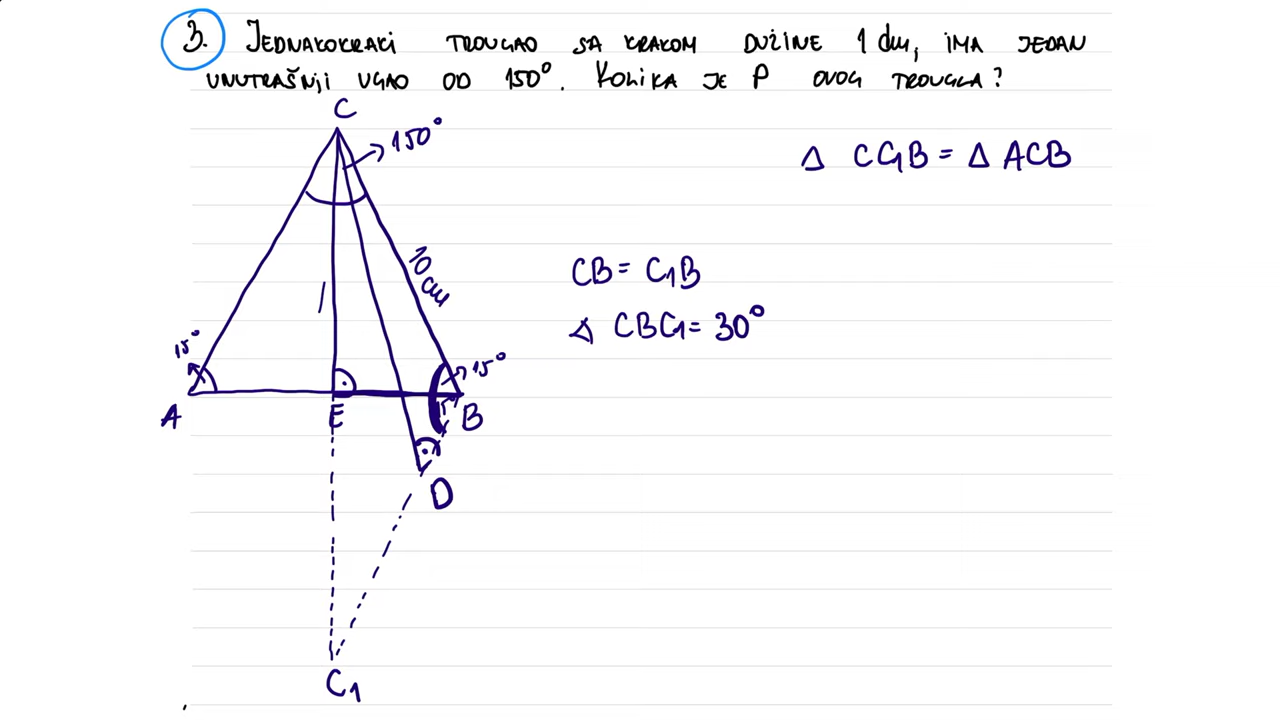 3. JEDNAKOKRAKI TROUGAO SA KRAKOM DUŽINE 1 dm, IMA JEDAN
UNUTRAŠNJI UGAO OD 150°. KOLIKA JE P OVOG TROUGLA?
C
150°
Δ CC₁B = Δ ACB
10 cm
CB = C₁B
∢ CBC₁ = 30°
15°
15°
A
E
15°
B
D
C₁